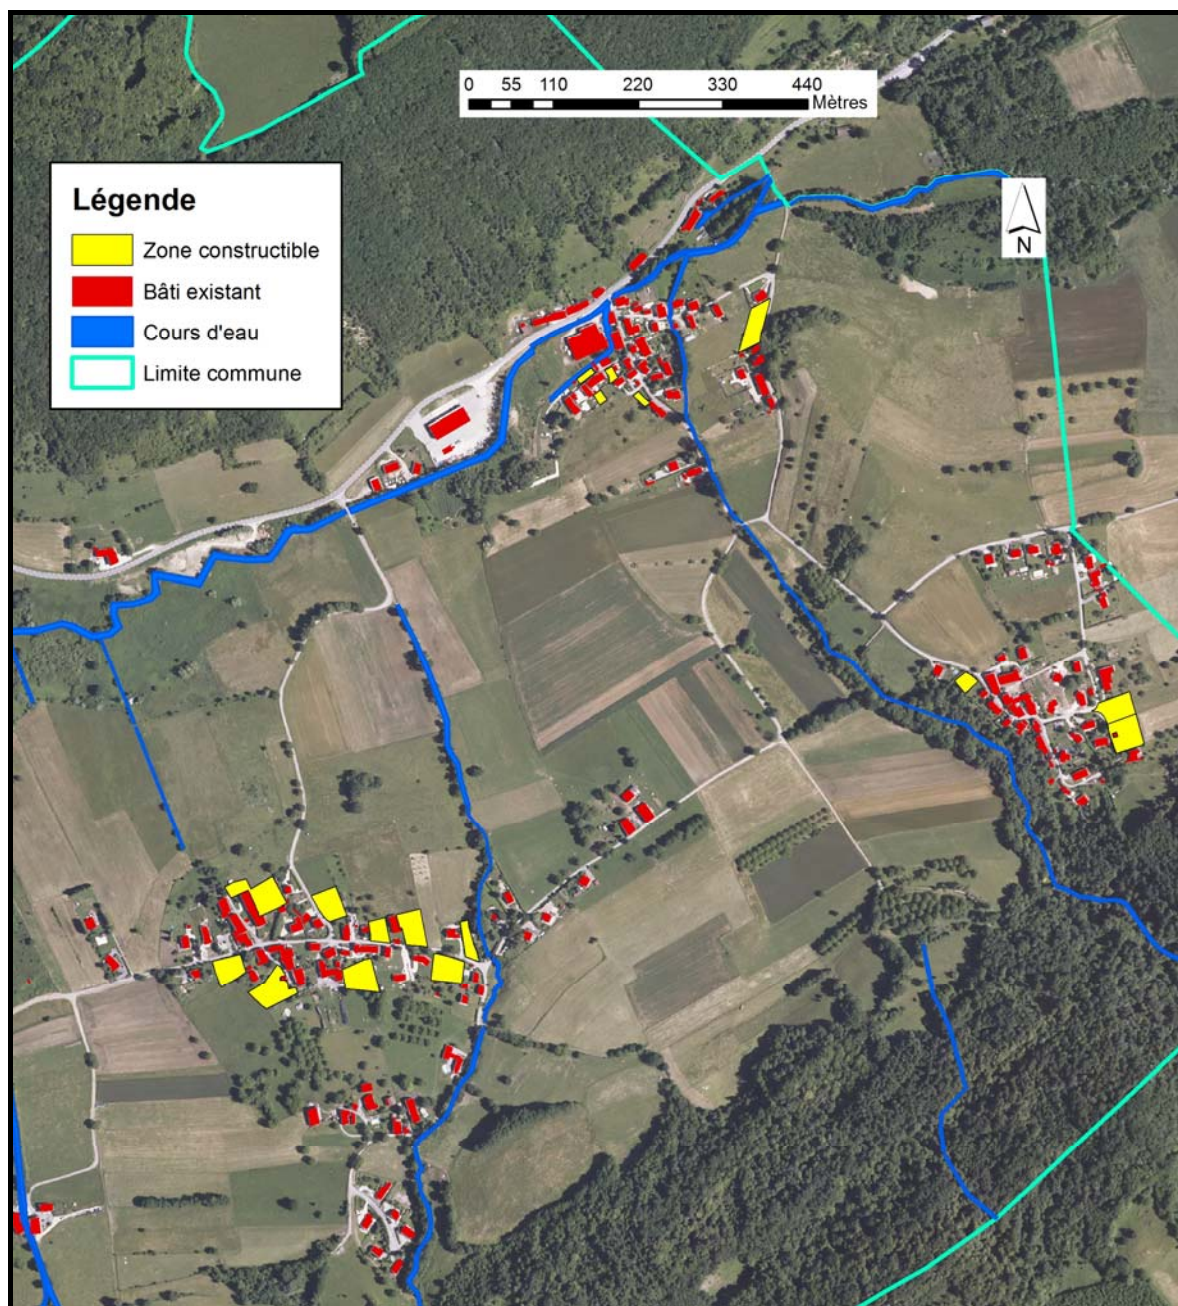 0 55 110 220 330 440
Mètres
Légende
Zone constructible
Bâti existant
Cours d'eau
Limite commune
N